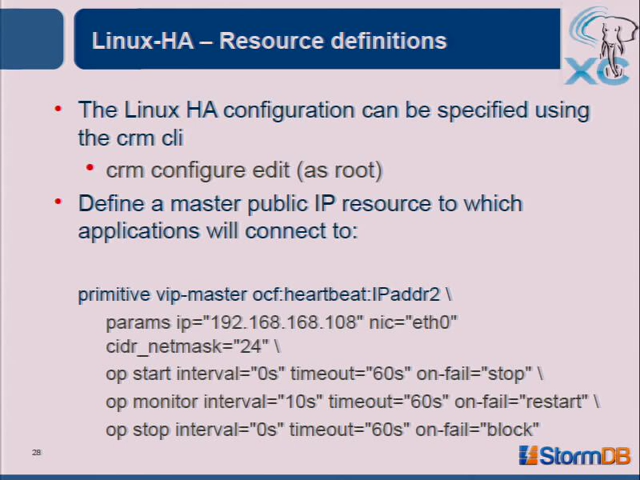 Linux-HA – Resource definitions
XC
• The Linux HA configuration can be specified using
the crm cli
• crm configure edit (as root)
• Define a master public IP resource to which
applications will connect to:
primitive vip-master ocf:heartbeat:IPaddr2 \
params ip="192.168.168.108" nic="eth0"
cidr_netmask="24" \
op start interval="0s" timeout="60s" on-fail="stop" \
op monitor interval="10s" timeout="60s" on-fail="restart" \
op stop interval="0s" timeout="60s" on-fail="block"
28
StormDB